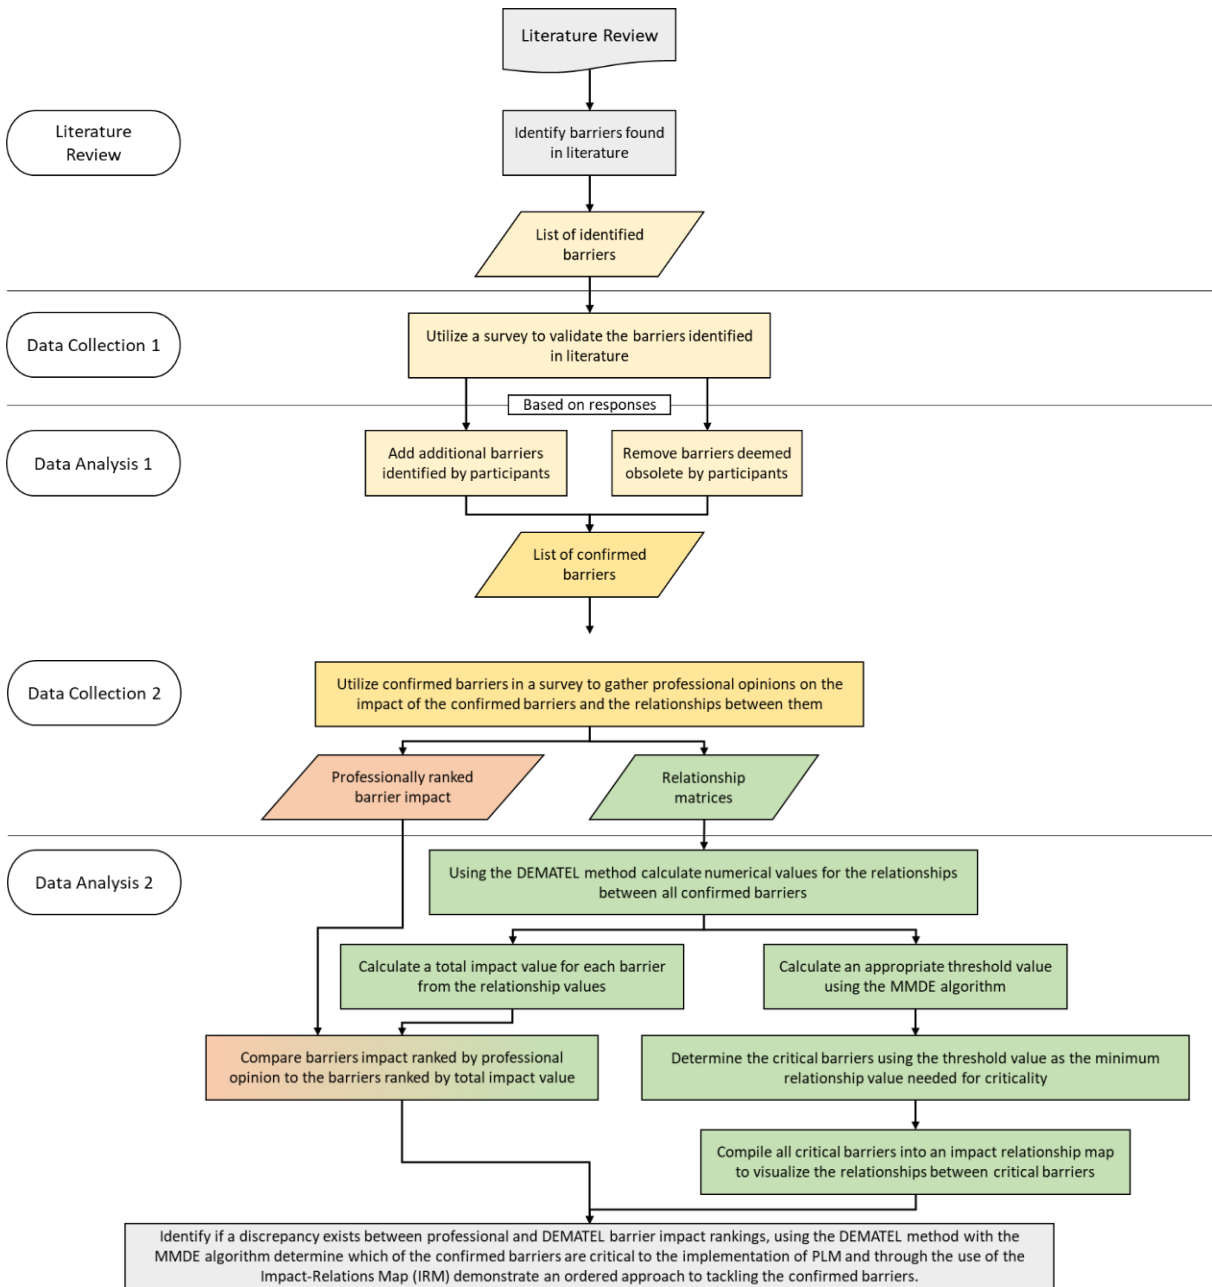 Literature Review
Literature
Review
Identify barriers found
in literature
List of identified
barriers
Data Collection 1
Utilize a survey to validate the barriers identified
in literature
Based on responses
Data Analysis 1
Add additional barriers
identified by participants
Remove barriers deemed
obsolete by participants
List of confirmed
barriers
Data Collection 2
Utilize confirmed barriers in a survey to gather professional opinions on the
impact of the confirmed barriers and the relationships between them
Professionally ranked
barrier impact
Relationship
matrices
Data Analysis 2
Using the DEMATEL method calculate numerical values for the relationships
between all confirmed barriers
Calculate a total impact value for each barrier
from the relationship values
Calculate an appropriate threshold value
using the MMDE algorithm
Compare barriers impact ranked by professional
opinion to the barriers ranked by total impact value
Determine the critical barriers using the threshold value as the minimum
relationship value needed for criticality
Compile all critical barriers into an impact relationship map
to visualize the relationships between critical barriers
Identify if a discrepancy exists between professional and DEMATEL barrier impact rankings, using the DEMATEL method with the
MMDE algorithm determine which of the confirmed barriers are critical to the implementation of PLM and through the use of the
Impact-Relations Map (IRM) demonstrate an ordered approach to tackling the confirmed barriers.